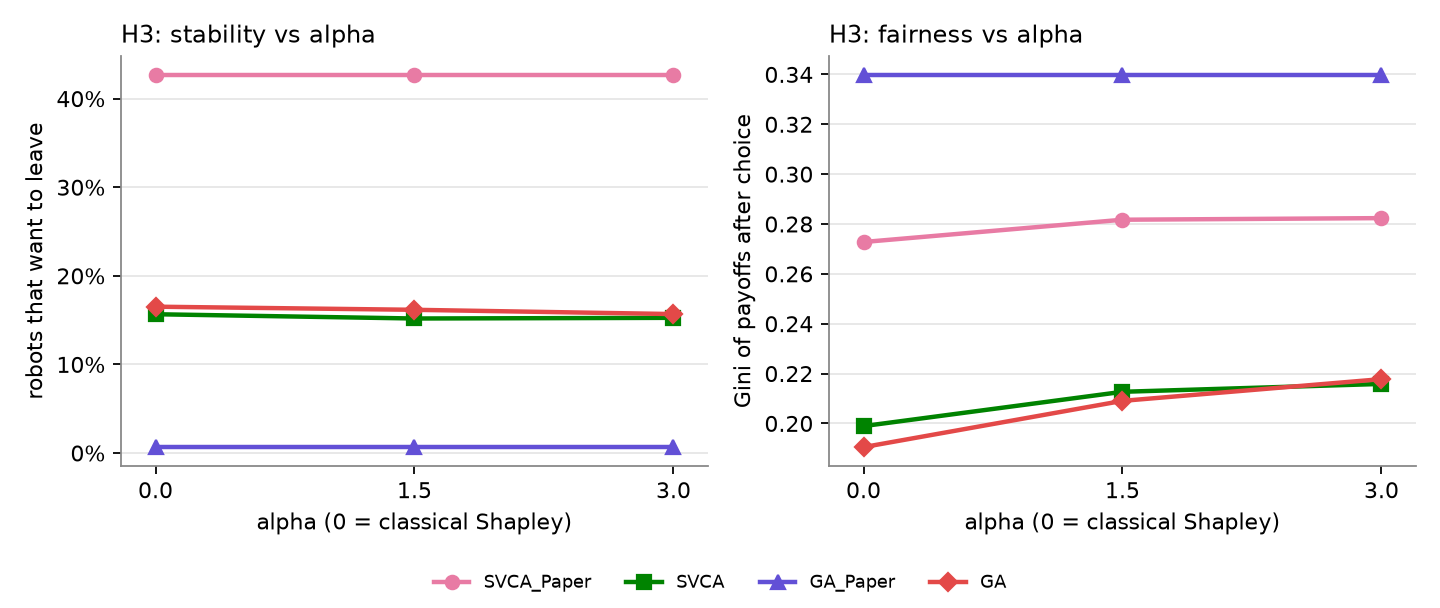 H3: stability vs alpha
robots that want to leave
40%
30%
20%
10%
0%
0.0 1.5 3.0
alpha (0 = classical Shapley)
H3: fairness vs alpha
Gini of payoffs after choice
0.34
0.32
0.30
0.28
0.26
0.24
0.22
0.20
0.0 1.5 3.0
alpha (0 = classical Shapley)
SVCA_Paper SVCA GA_Paper GA